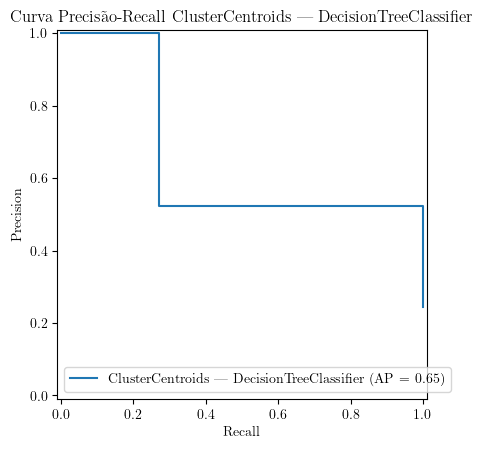 Curva Precisão-Recall ClusterCentroids — DecisionTreeClassifier
1.0
0.8
0.6
0.4
0.2
0.0
Precision
ClusterCentroids — DecisionTreeClassifier (AP = 0.65)
0.0 0.2 0.4 0.6 0.8 1.0
Recall